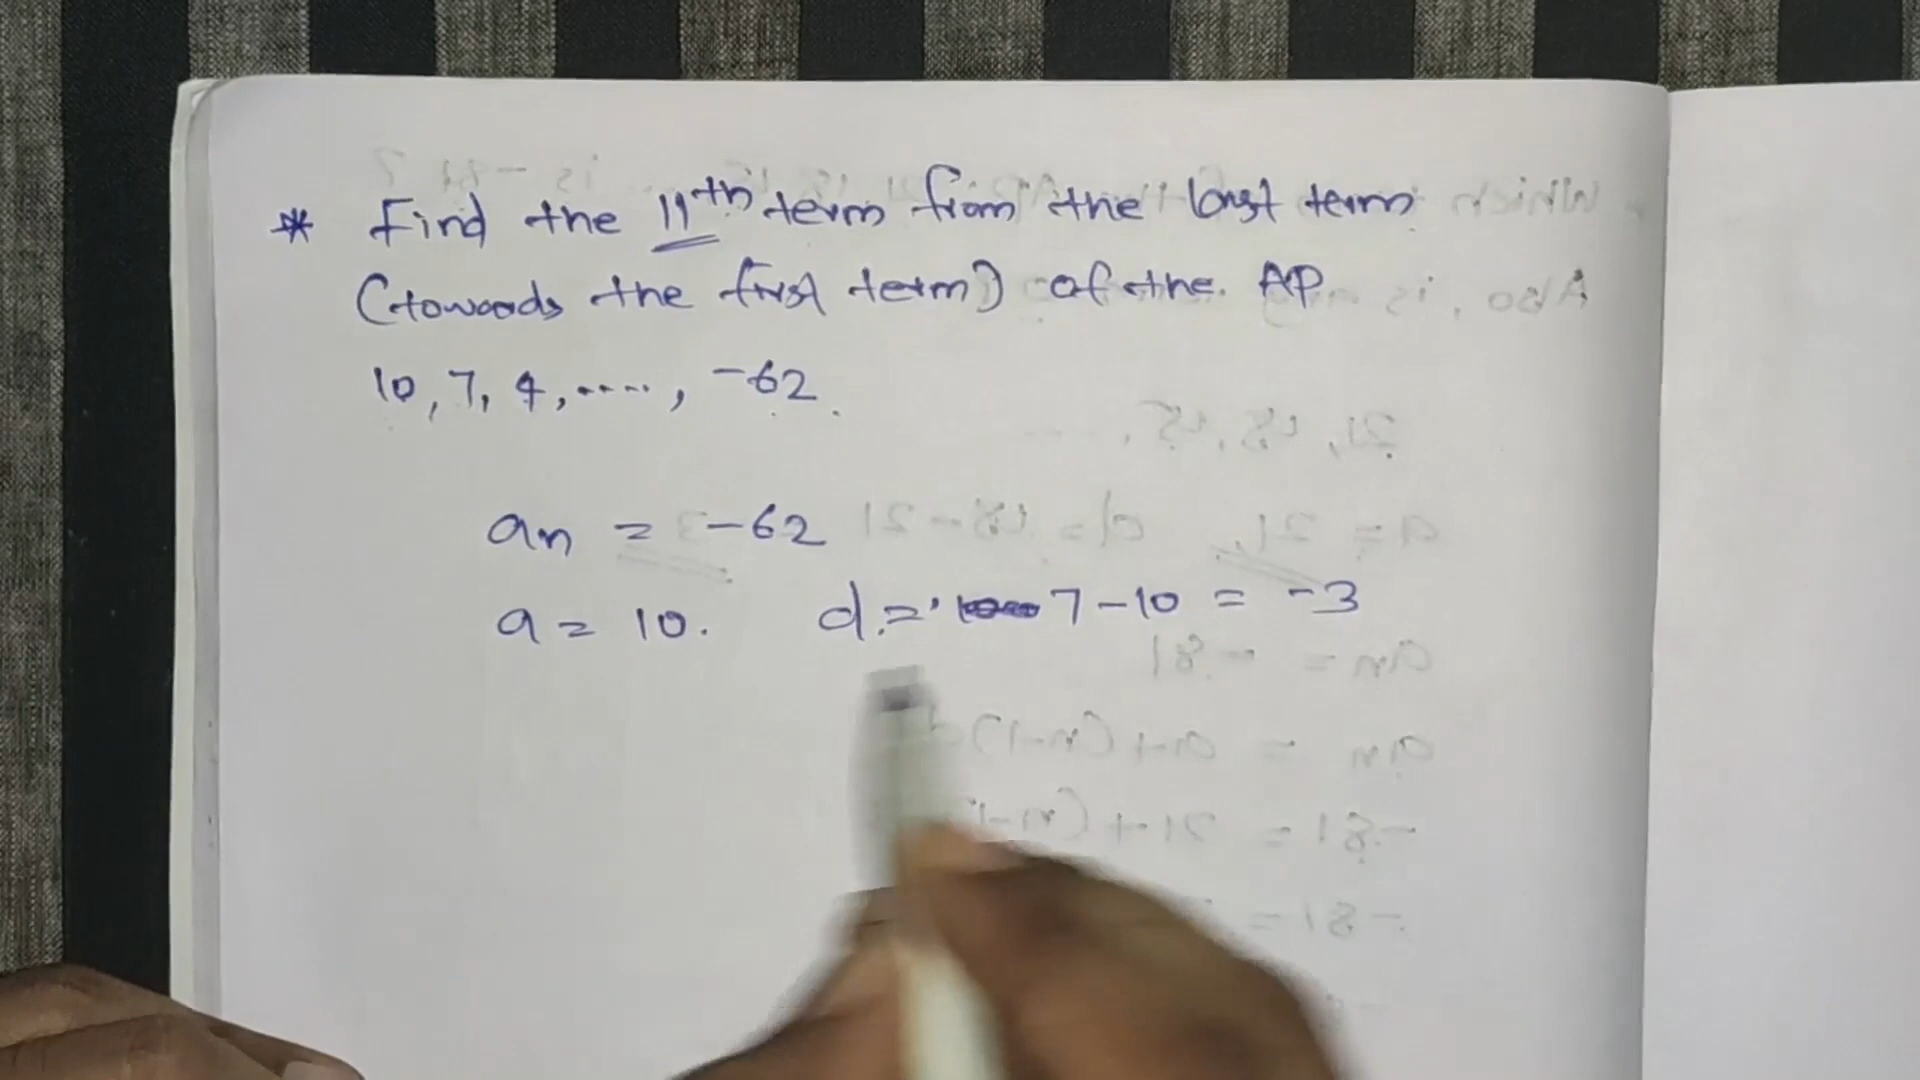 * Find the 11th term from the last term
(towards the first term) of the AP
10, 7, 4, ...., -62.
an = -62
a = 10. d = 7 - 10 = -3